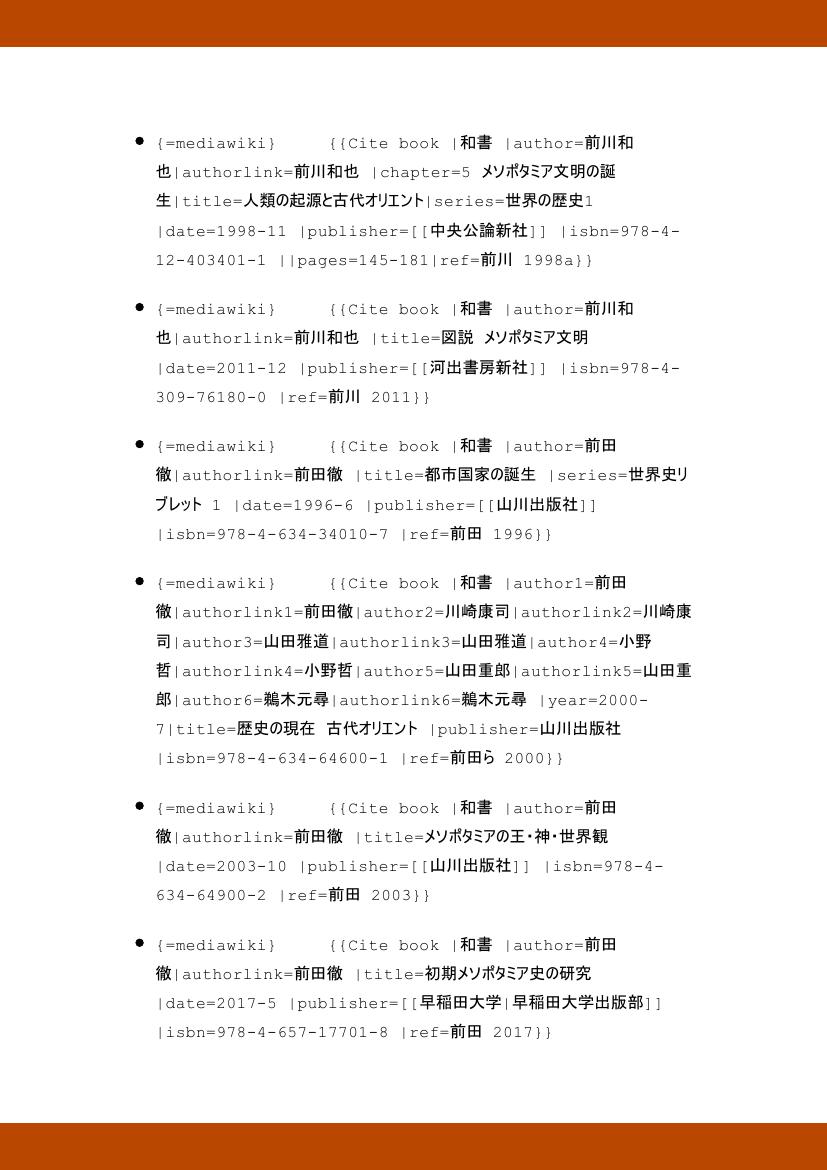 {=mediawiki} {{Cite book |和書 |author=前川和
也|authorlink=前川和也 |chapter=5 メソポタミア文明の誕
生|title=人類の起源と古代オリエント|series=世界の歴史1
|date=1998-11 |publisher=[[中央公論新社]] |isbn=978-4-
12-403401-1 ||pages=145-181|ref=前川 1998a}}
{=mediawiki} {{Cite book |和書 |author=前川和
也|authorlink=前川和也 |title=図説 メソポタミア文明
|date=2011-12 |publisher=[[河出書房新社]] |isbn=978-4-
309-76180-0 |ref=前川 2011}}
{=mediawiki} {{Cite book |和書 |author=前田
徹|authorlink=前田徹 |title=都市国家の誕生 |series=世界史リ
ブレット 1 |date=1996-6 |publisher=[[山川出版社]]
|isbn=978-4-634-34010-7 |ref=前田 1996}}
{=mediawiki} {{Cite book |和書 |author1=前田
徹|authorlink1=前田徹|author2=川崎康司|authorlink2=川崎康
司|author3=山田雅道|authorlink3=山田雅道|author4=小野
哲|authorlink4=小野哲|author5=山田重郎|authorlink5=山田重
郎|author6=鵜木元尋|authorlink6=鵜木元尋 |year=2000-
7|title=歴史の現在 古代オリエント |publisher=山川出版社
|isbn=978-4-634-64600-1 |ref=前田ら 2000}}
{=mediawiki} {{Cite book |和書 |author=前田
徹|authorlink=前田徹 |title=メソポタミアの王・神・世界観
|date=2003-10 |publisher=[[山川出版社]] |isbn=978-4-
634-64900-2 |ref=前田 2003}}
{=mediawiki} {{Cite book |和書 |author=前田
徹|authorlink=前田徹 |title=初期メソポタミア史の研究
|date=2017-5 |publisher=[[早稲田大学|早稲田大学出版部]]
|isbn=978-4-657-17701-8 |ref=前田 2017}}